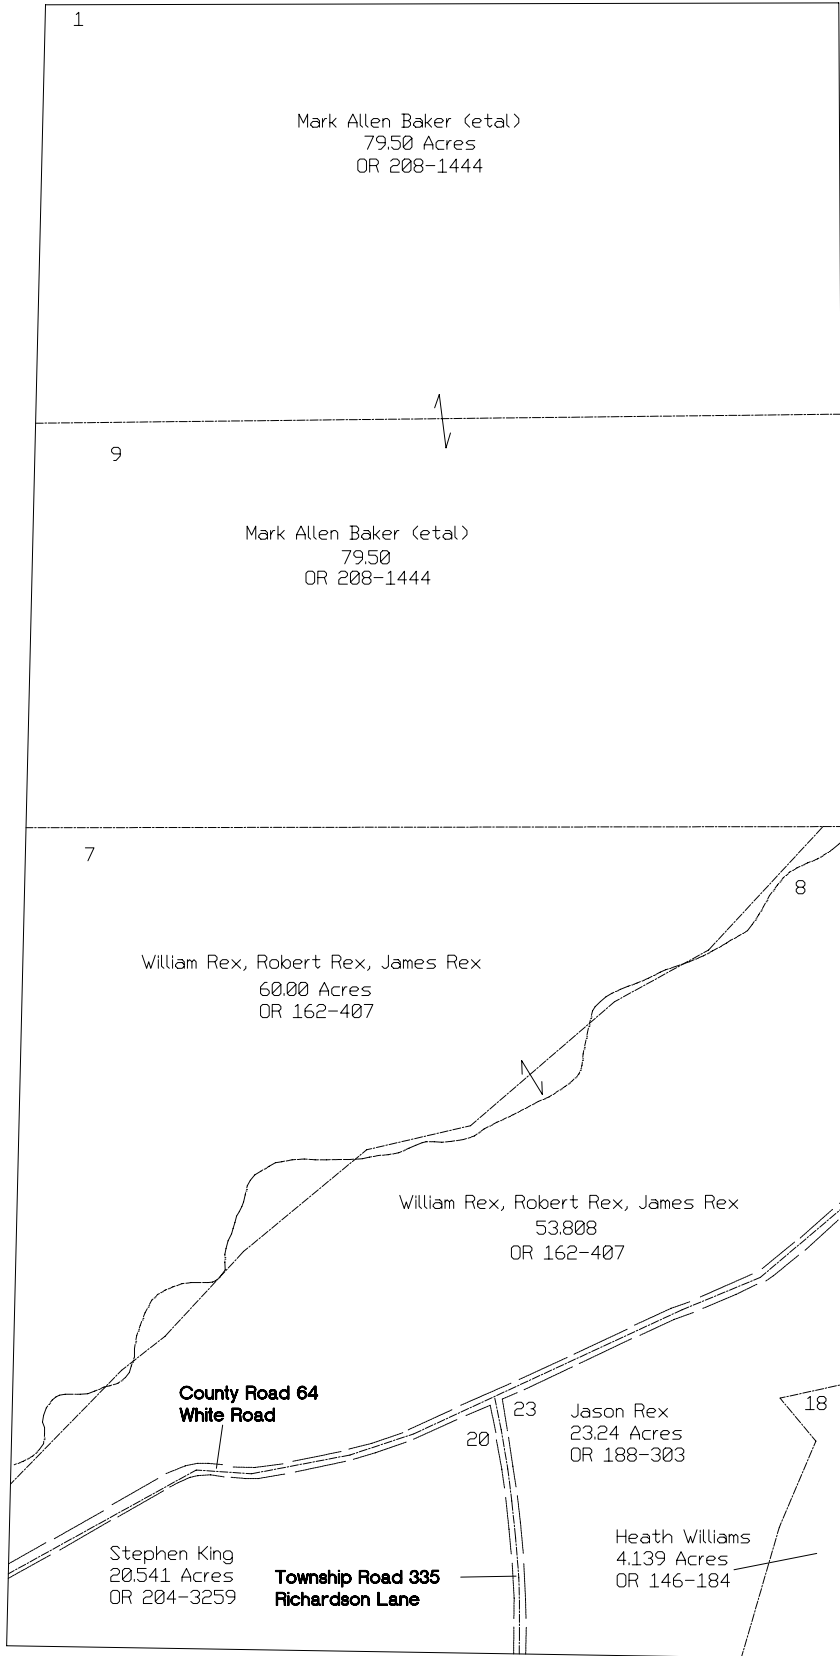 1
Mark Allen Baker (etal)
79.50 Acres
OR 208-1444
9
Mark Allen Baker (etal)
79.50
OR 208-1444
7
8
William Rex, Robert Rex, James Rex
60.00 Acres
OR 162-407
William Rex, Robert Rex, James Rex
53.808
OR 162-407
County Road 64
White Road
23
20
Jason Rex
23.24 Acres
OR 188-303
18
Stephen King
20.541 Acres
OR 204-3259
Township Road 335
Richardson Lane
Heath Williams
4.139 Acres
OR 146-184